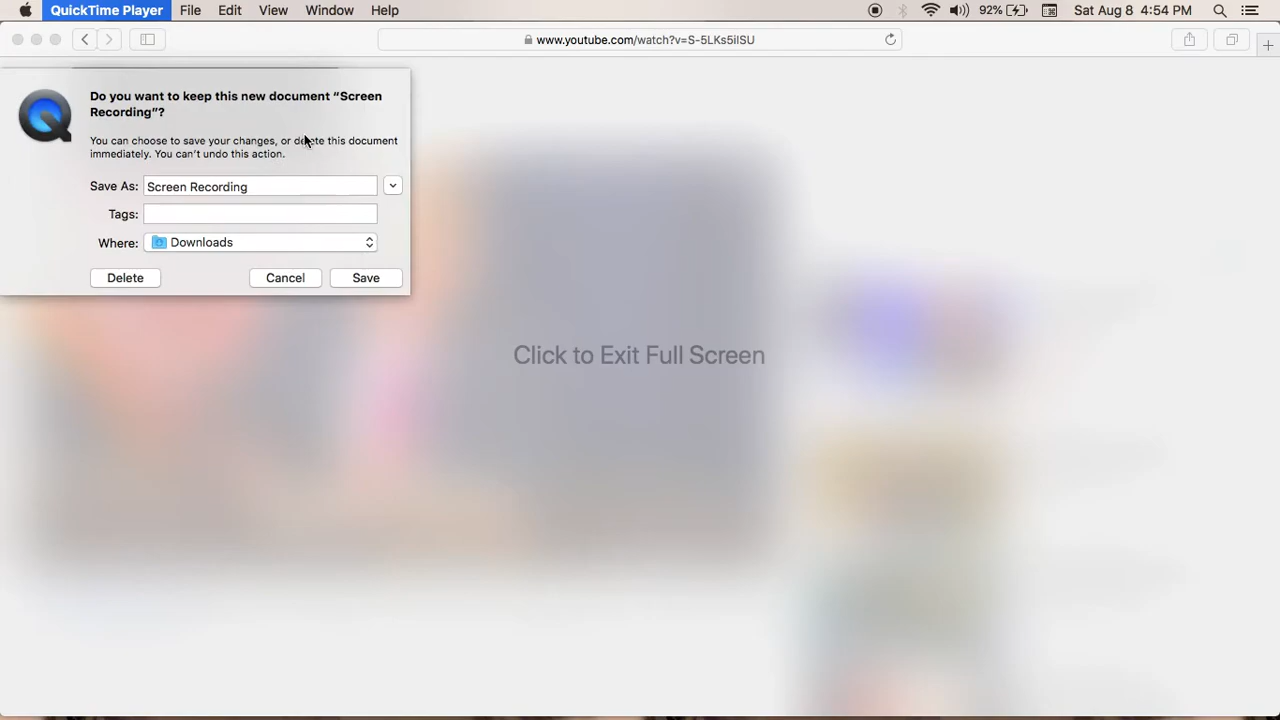 QuickTime Player File Edit View Window Help 92% Sat Aug 8 4:54 PM
www.youtube.com/watch?v=S-5LKs5iISU
Do you want to keep this new document “Screen
Recording”?
You can choose to save your changes, or delete this document
immediately. You can’t undo this action.
Save As: Screen Recording
Tags:
Where: Downloads
Delete Cancel Save
Click to Exit Full Screen